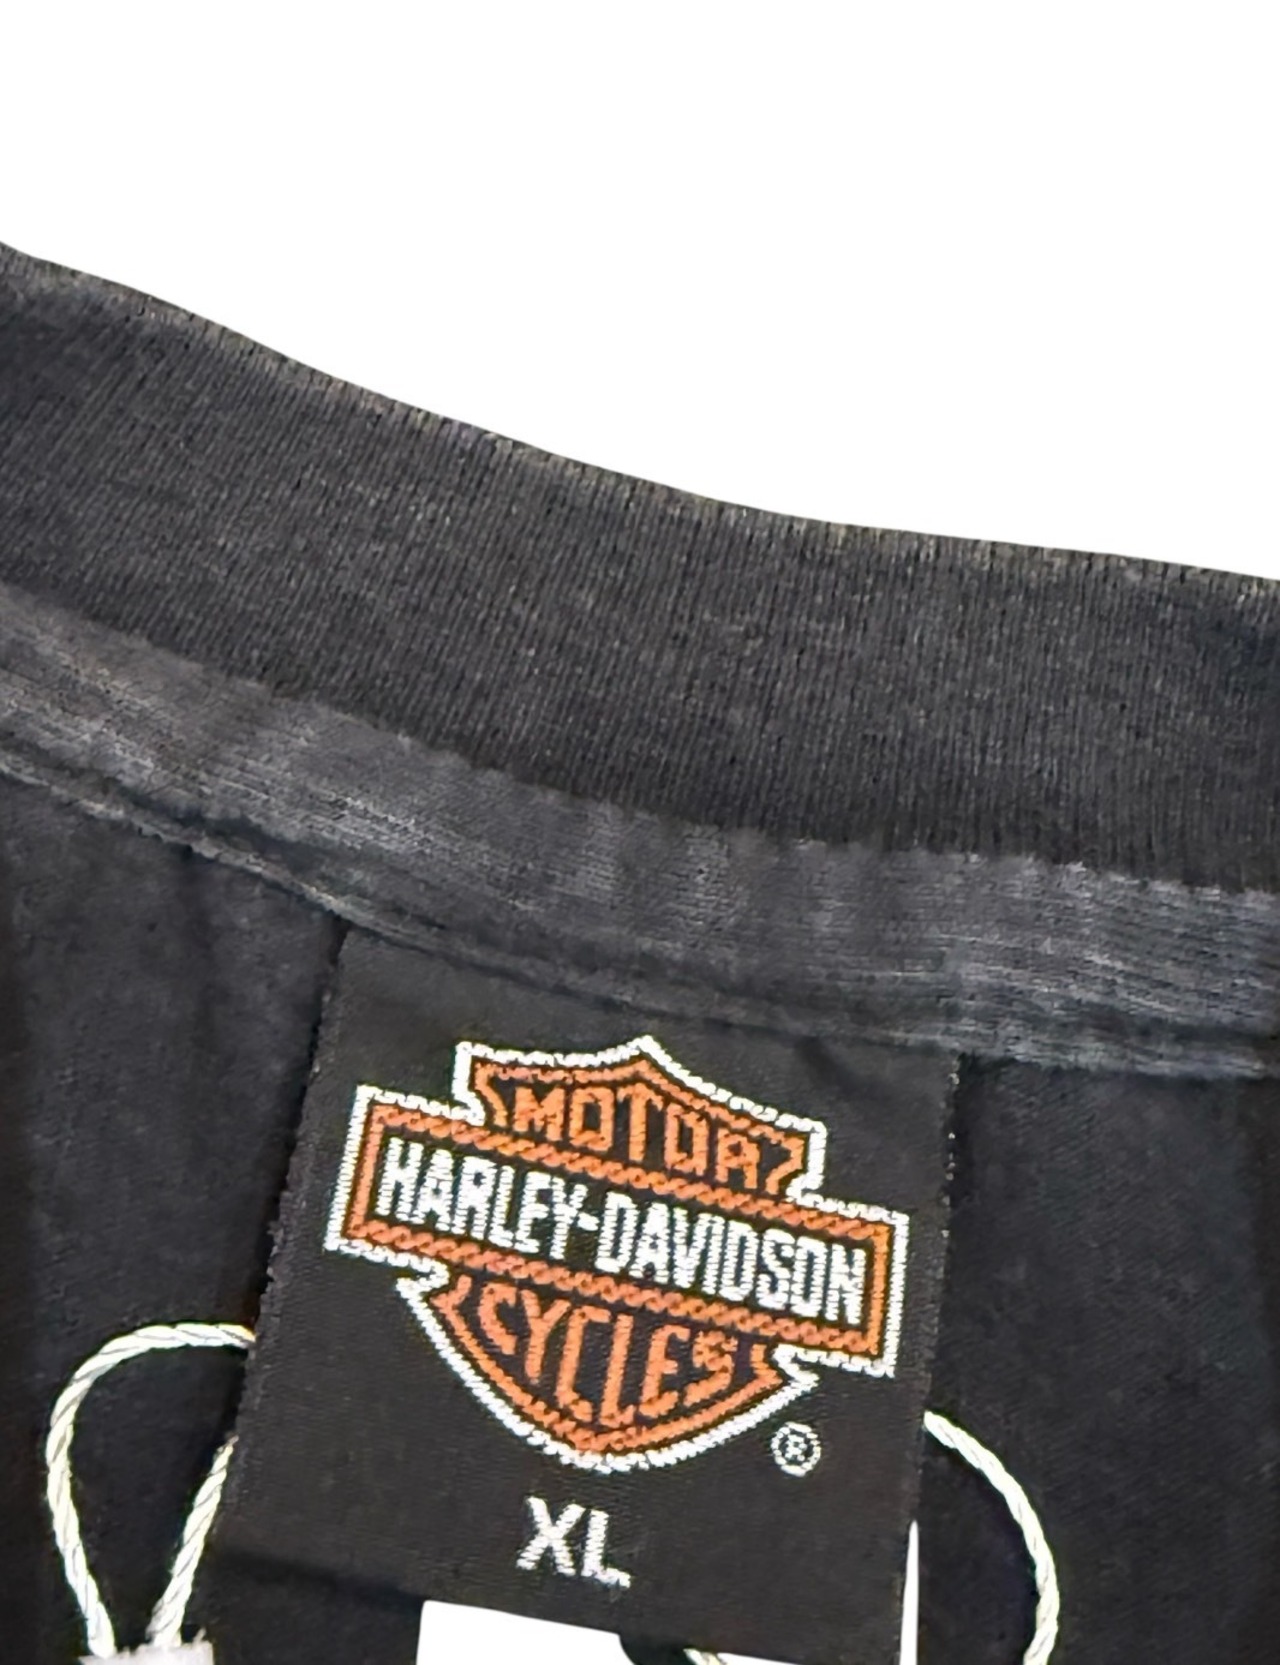 MOTOR
HARLEY-DAVIDSON
CYCLES
®
XL